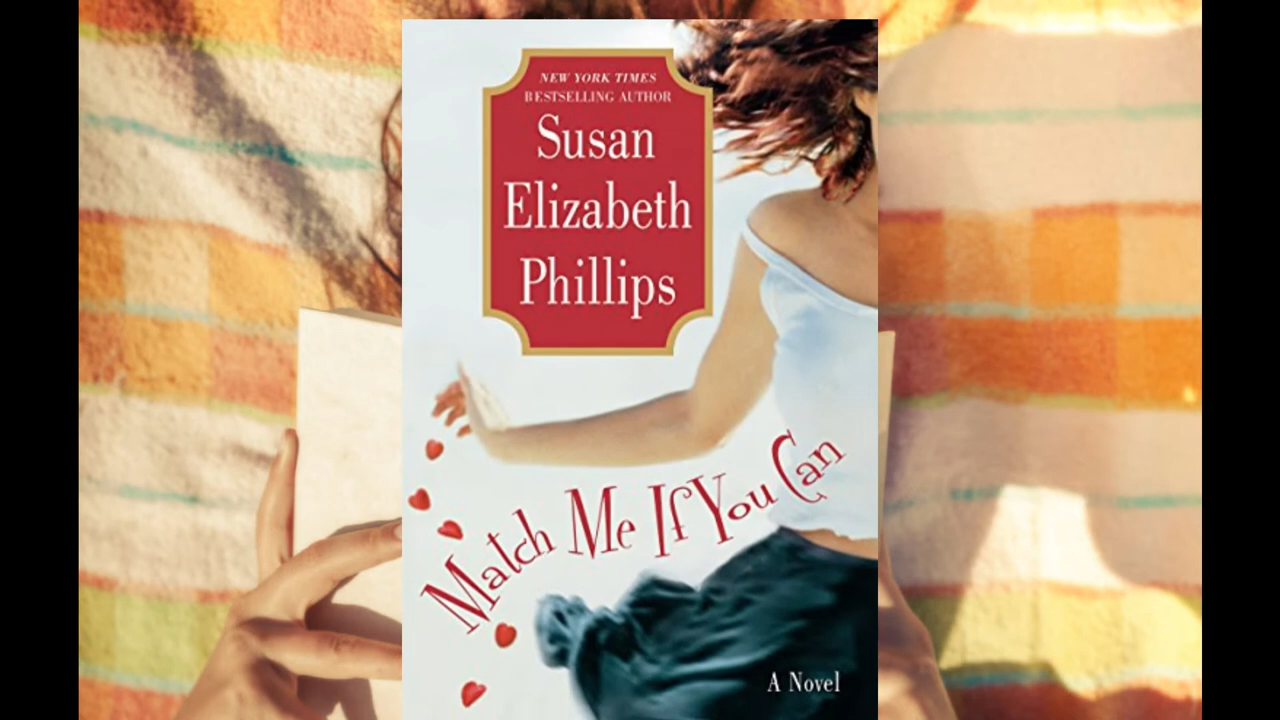 NEW YORK TIMES
BESTSELLING AUTHOR
Susan
Elizabeth
Phillips
Match Me If You Can
A Novel